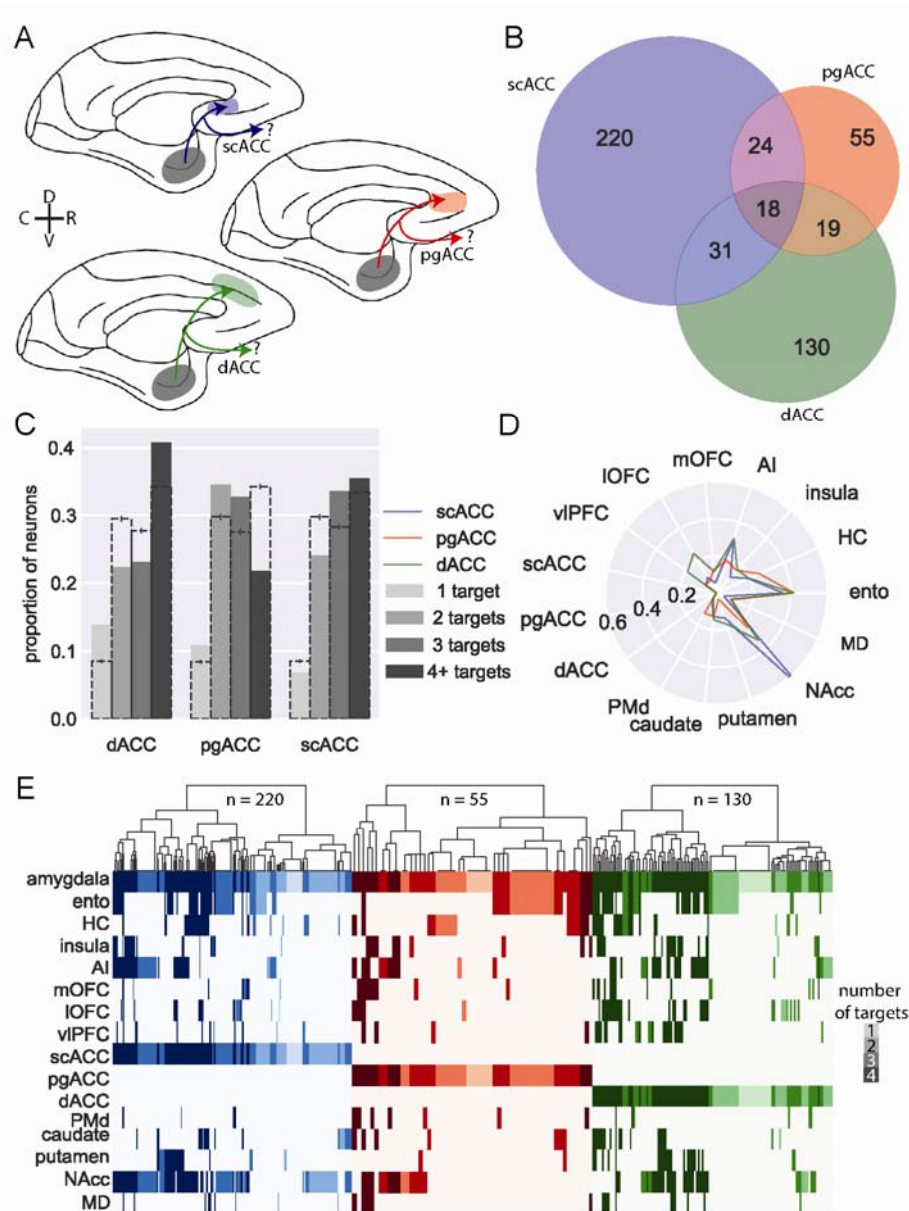 A
?
scACC
D
C R
V
?
pgACC
?
dACC
B
scACC
pgACC
220
24
55
18
19
31
130
dACC
C
proportion of neurons
0.4
0.3
0.2
0.1
0.0
dACC pgACC scACC
scACC
pgACC
dACC
1 target
2 targets
3 targets
4+ targets
D
mOFC
AI
insula
HC
ento
MD
NAcc
putamen
caudate
PMd
dACC
pgACC
scACC
vlPFC
lOFC
0.6 0.4 0.2
E
n = 220 n = 55 n = 130
amygdala
ento
HC
insula
AI
mOFC
lOFC
vlPFC
scACC
pgACC
dACC
PMd
caudate
putamen
NAcc
MD
number
of targets
1
2
3
4